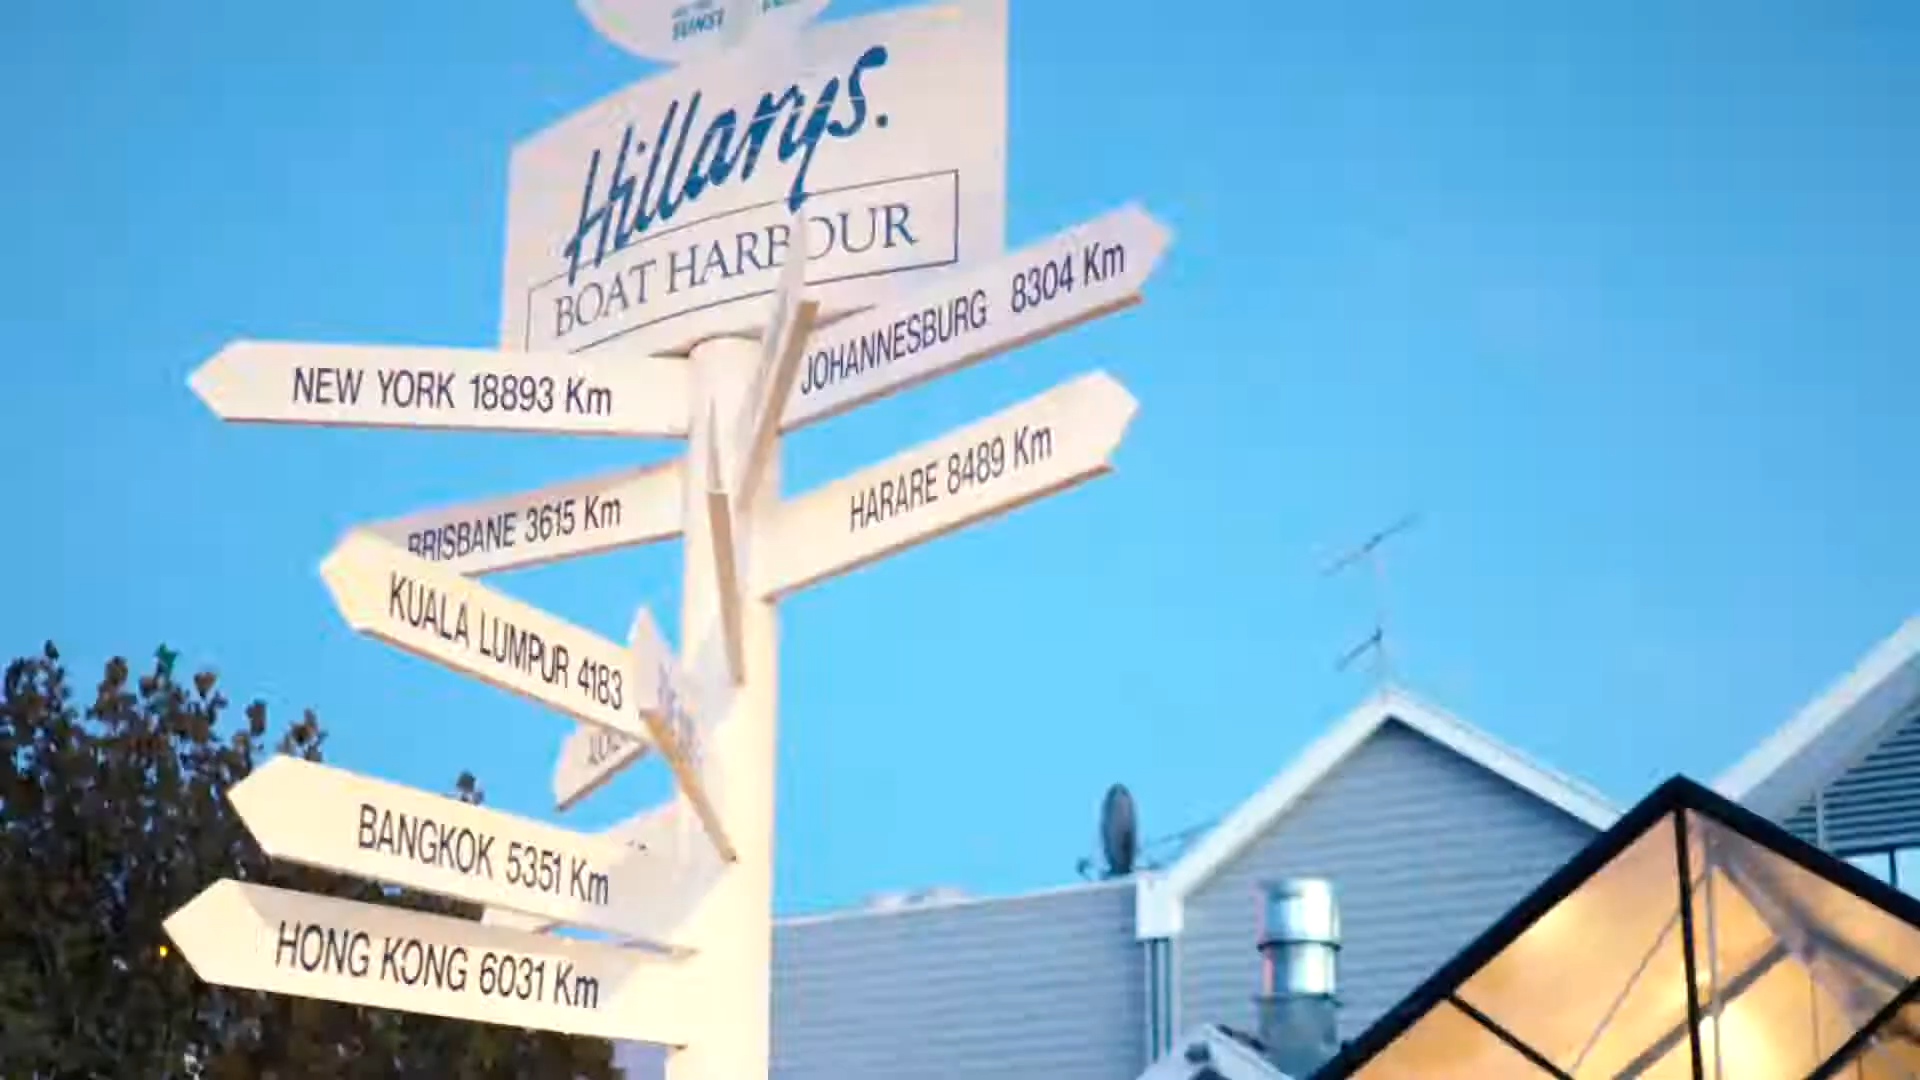 SUNSET
Hillarys.
BOAT HARBOUR
JOHANNESBURG 8304 Km
NEW YORK 18893 Km
HARARE 8489 Km
BRISBANE 3615 Km
KUALA LUMPUR 4183
BANGKOK 5351 Km
HONG KONG 6031 Km